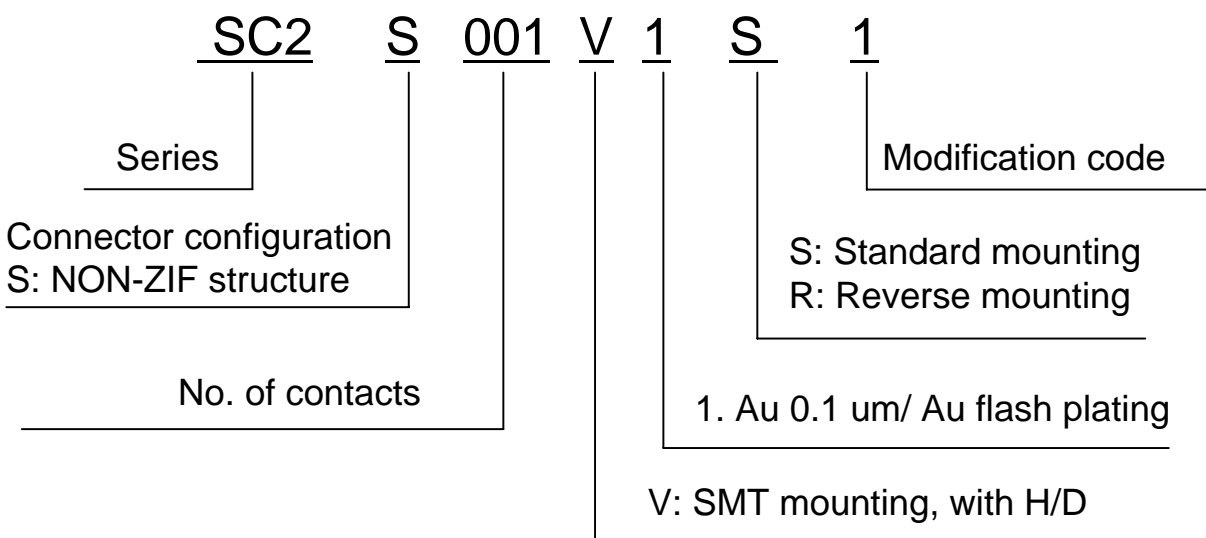 SC2 S 001 V 1 S 1
Series
Modification code
Connector configuration
S: NON-ZIF structure
S: Standard mounting
R: Reverse mounting
No. of contacts
1. Au 0.1 um/ Au flash plating
V: SMT mounting, with H/D